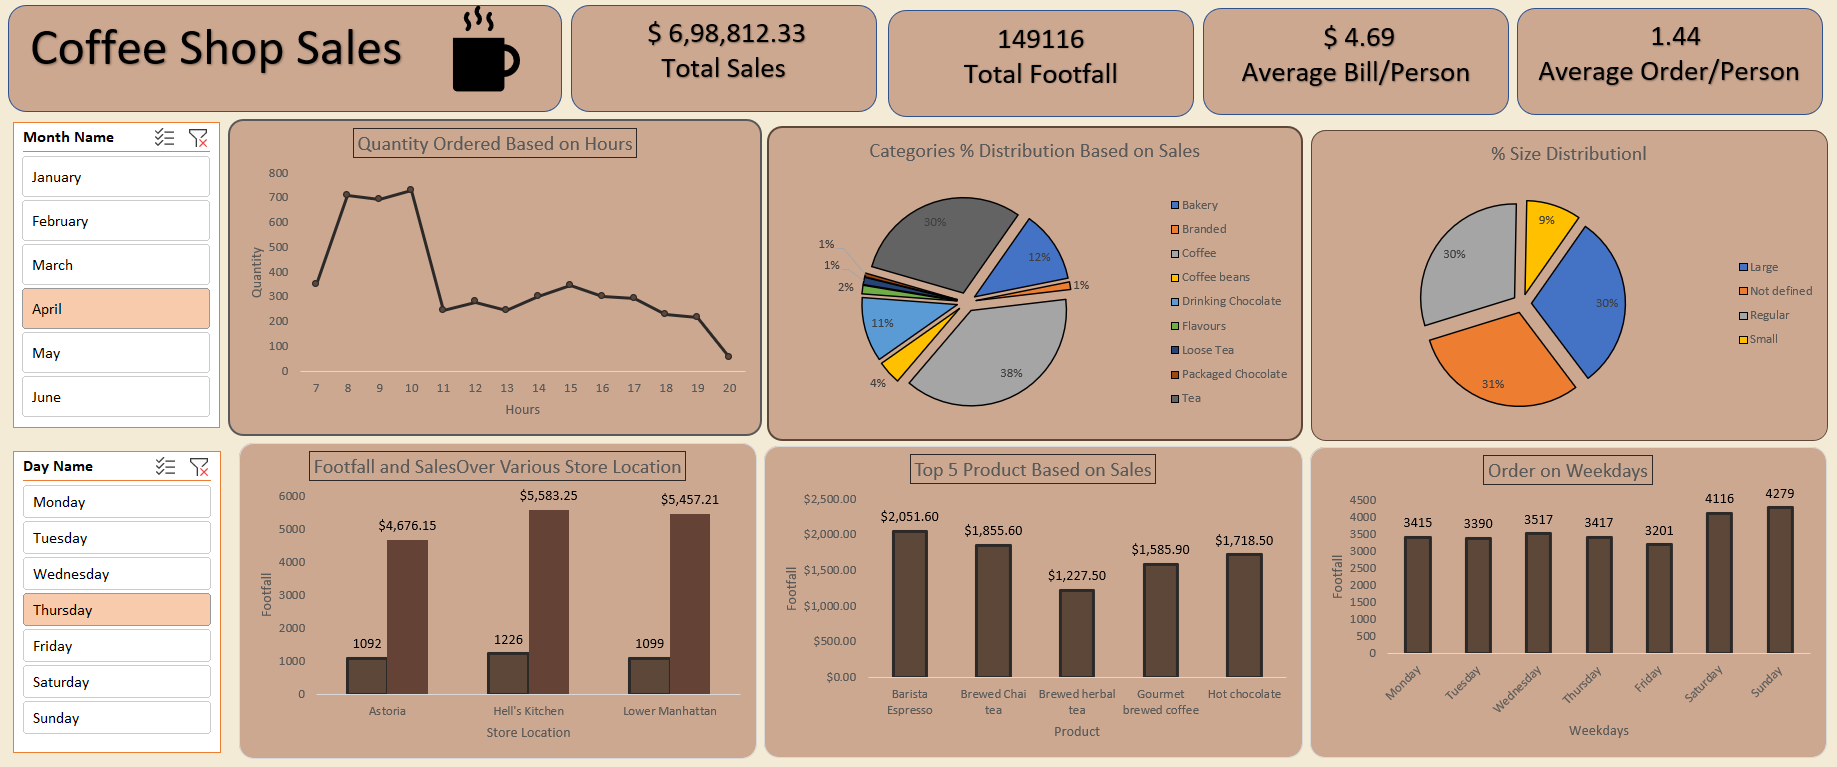 Coffee Shop Sales
$ 6,98,812.33
Total Sales
149116
Total Footfall
$ 4.69
Average Bill/Person
1.44
Average Order/Person
Month Name
January
February
March
April
May
June
Quantity Ordered Based on Hours
Quantity
800
700
600
500
400
300
200
100
0
7 8 9 10 11 12 13 14 15 16 17 18 19 20
Hours
Categories % Distribution Based on Sales
30%
12%
1%
38%
4%
11%
2%
1%
1%
Bakery
Branded
Coffee
Coffee beans
Drinking Chocolate
Flavours
Loose Tea
Packaged Chocolate
Tea
% Size Distributionl
9%
30%
31%
30%
Large
Not defined
Regular
Small
Day Name
Monday
Tuesday
Wednesday
Thursday
Friday
Saturday
Sunday
Footfall and SalesOver Various Store Location
Footfall
6000
5000
4000
3000
2000
1000
0
1092 $4,676.15
1226 $5,583.25
1099 $5,457.21
Astoria Hell's Kitchen Lower Manhattan
Store Location
Top 5 Product Based on Sales
Footfall
$2,500.00
$2,000.00
$1,500.00
$1,000.00
$500.00
$0.00
$2,051.60 $1,855.60 $1,227.50 $1,585.90 $1,718.50
Barista Espresso
Brewed Chai tea
Brewed herbal tea
Gourmet brewed coffee
Hot chocolate
Product
Order on Weekdays
Footfall
4500
4000
3500
3000
2500
2000
1500
1000
500
0
3415 3390 3517 3417 3201 4116 4279
Monday Tuesday Wednesday Thursday Friday Saturday Sunday
Weekdays